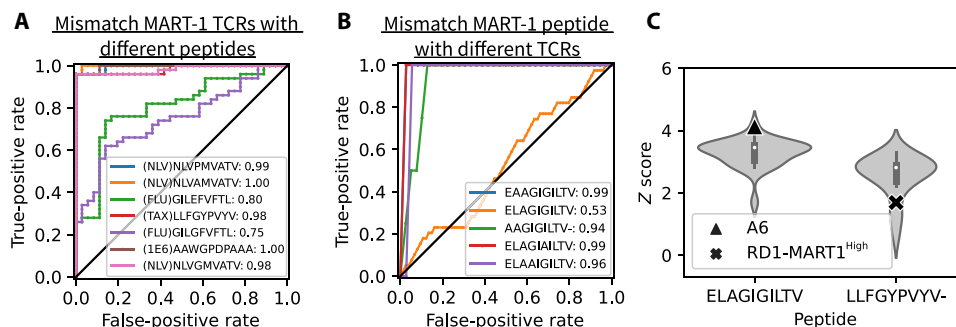 A
Mismatch MART-1 TCRs with
different peptides
True-positive rate
1.0
0.8
0.6
0.4
0.2
0.0
(NLV)NLVPMVATV: 0.99
(NLV)NLVAMVATV: 1.00
(FLU)GILEFVFTL: 0.80
(TAX)LLFGYPVYV: 0.98
(FLU)GILGFVFTL: 0.75
(1E6)AAWGPDPAAA: 1.00
(NLV)NLVGMVATV: 0.98
0.0 0.2 0.4 0.6 0.8 1.0
False-positive rate
B
Mismatch MART-1 peptide
with different TCRs
True-positive rate
1.0
0.8
0.6
0.4
0.2
0.0
EAAGIGILTV: 0.99
ELAGIGILTV: 0.53
AAGIGILTV-: 0.94
ELAGIAILTV: 0.99
ELAAIGILTV: 0.96
0.0 0.2 0.4 0.6 0.8 1.0
False-positive rate
C
Z score
6
4
2
0
A6
RD1-MART1High
ELAGIGILTV LLFGYPVYV-
Peptide